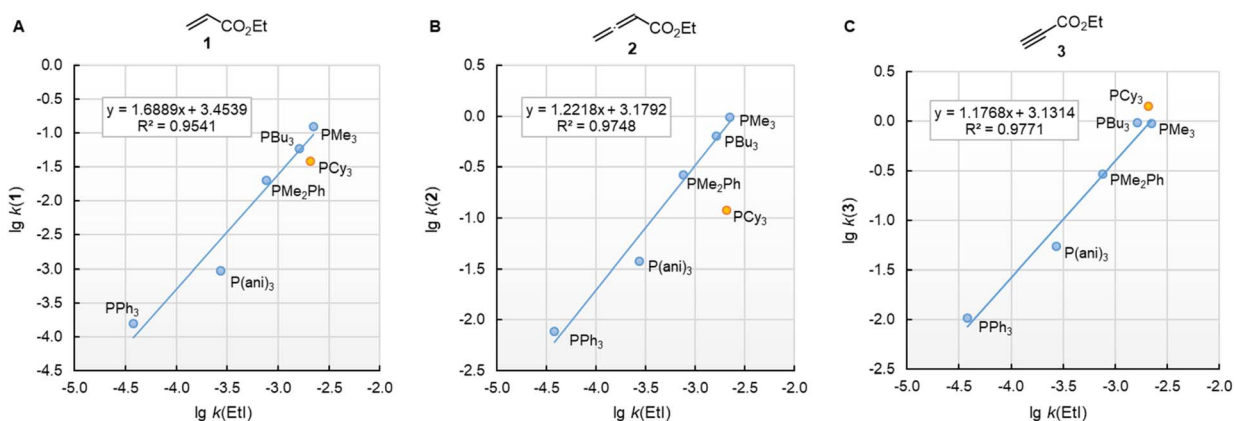 A
CO₂Et
1
0.0
-0.5
-1.0
-1.5
-2.0
-2.5
-3.0
-3.5
-4.0
-4.5
lg k(1)
y = 1.6889x + 3.4539
R² = 0.9541
PMe₃
PBu₃
PCy₃
PMe₂Ph
P(ani)₃
PPh₃
-5.0 -4.5 -4.0 -3.5 -3.0 -2.5 -2.0
lg k(EtI)
B
CO₂Et
2
0.5
0.0
-0.5
-1.0
-1.5
-2.0
-2.5
lg k(2)
y = 1.2218x + 3.1792
R² = 0.9748
PMe₃
PBu₃
PMe₂Ph
PCy₃
P(ani)₃
PPh₃
-5.0 -4.5 -4.0 -3.5 -3.0 -2.5 -2.0
lg k(EtI)
C
CO₂Et
3
0.5
0.0
-0.5
-1.0
-1.5
-2.0
-2.5
lg k(3)
y = 1.1768x + 3.1314
R² = 0.9771
PCy₃
PBu₃
PMe₃
PMe₂Ph
P(ani)₃
PPh₃
-5.0 -4.5 -4.0 -3.5 -3.0 -2.5 -2.0
lg k(EtI)